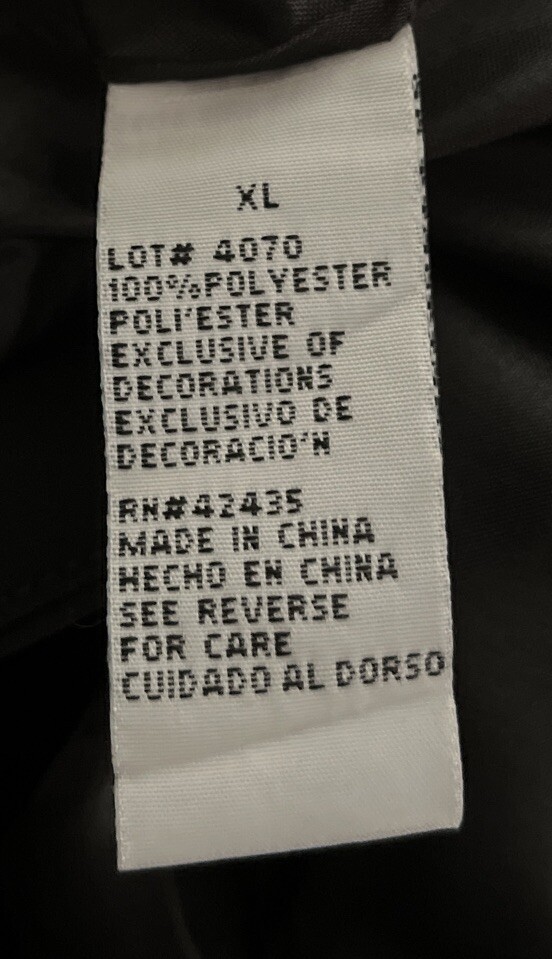 XL
LOT# 4070
100%POLYESTER
POLI'ESTER
EXCLUSIVE OF
DECORATIONS
EXCLUSIVO DE
DECORACIO'N
RN#42435
MADE IN CHINA
HECHO EN CHINA
SEE REVERSE
FOR CARE
CUIDADO AL DORSO